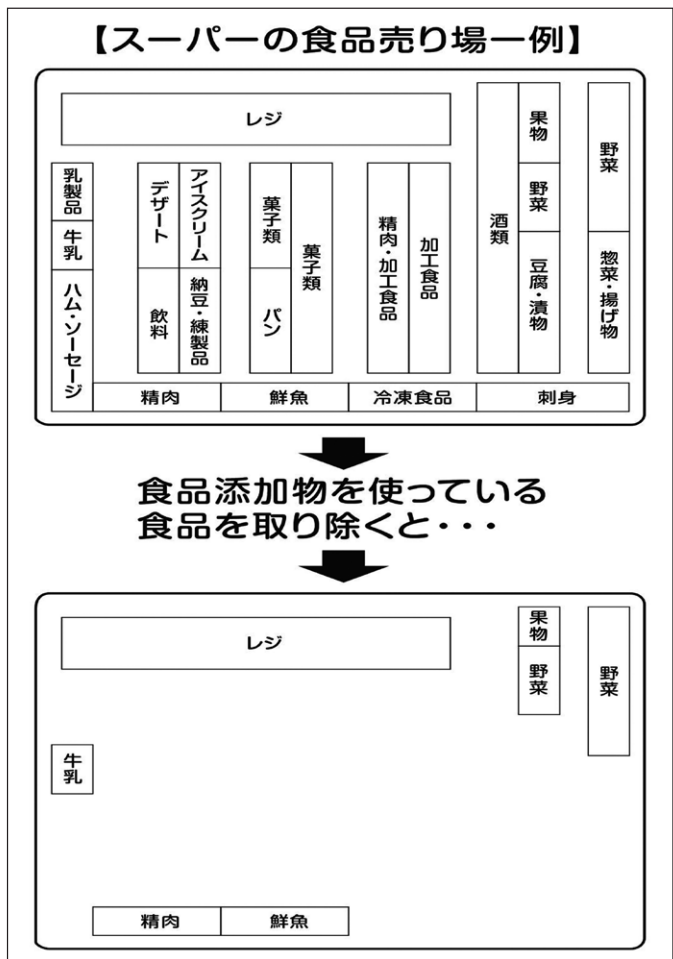 【スーパーの食品売り場一例】
レジ
乳製品
牛乳
ハム・ソーセージ
デザート
飲料
アイスクリーム
納豆・練製品
菓子類
パン
菓子類
精肉・加工食品
加工食品
酒類
果物
野菜
豆腐・漬物
野菜
惣菜・揚げ物
精肉
鮮魚
冷凍食品
刺身
食品添加物を使っている
食品を取り除くと・・・
レジ
果物
野菜
野菜
牛乳
精肉
鮮魚